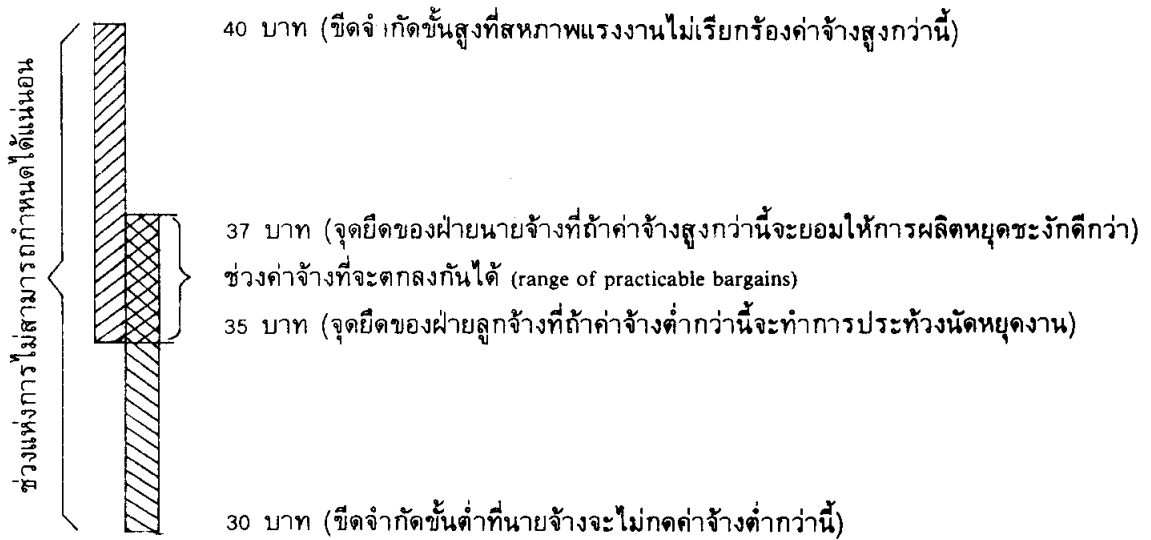 ช่วงแห่งการไม่สามารถกำหนดได้แน่นอน
40 บาท (ขีดจำกัดขั้นสูงที่สหภาพแรงงานไม่เรียกร้องค่าจ้างสูงกว่านี้)
37 บาท (จุดยึดของฝ่ายนายจ้างที่ถ้าค่าจ้างสูงกว่านี้จะยอมให้การผลิตหยุดชะงักดีกว่า)
ช่วงค่าจ้างที่จะตกลงกันได้ (range of practicable bargains)
35 บาท (จุดยึดของฝ่ายลูกจ้างที่ถ้าค่าจ้างต่ำกว่านี้จะทำการประท้วงนัดหยุดงาน)
30 บาท (ขีดจำกัดขั้นต่ำที่นายจ้างจะไม่กดค่าจ้างต่ำกว่านี้)